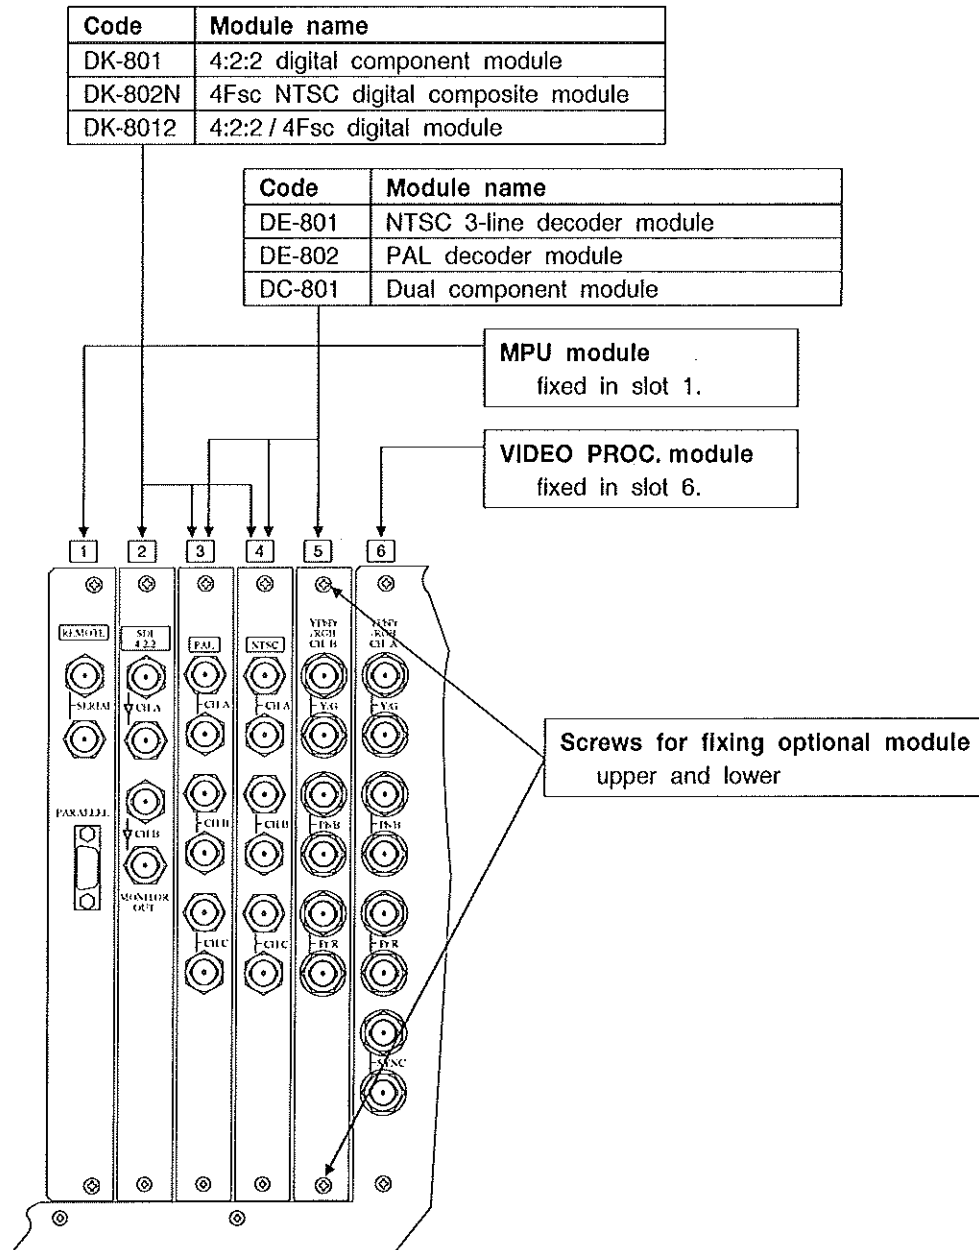 Code Module name
DK-801 4:2:2 digital component module
DK-802N 4Fsc NTSC digital composite module
DK-8012 4:2:2 / 4Fsc digital module
Code Module name
DE-801 NTSC 3-line decoder module
DE-802 PAL decoder module
DC-801 Dual component module
MPU module
fixed in slot 1.
VIDEO PROC. module
fixed in slot 6.
1 2 3 4 5 6
REMOTE
SERIAL
PARALLEL
SDI
4:2:2
CH.A
CH.B
MONITOR
OUT
PAL
CH.A
CH.B
CH.C
NTSC
CH.A
CH.B
CH.C
/RGB
CH.B
Y/G
/RGB
CH.A
Y/G
SYNC
Screws for fixing optional module
upper and lower